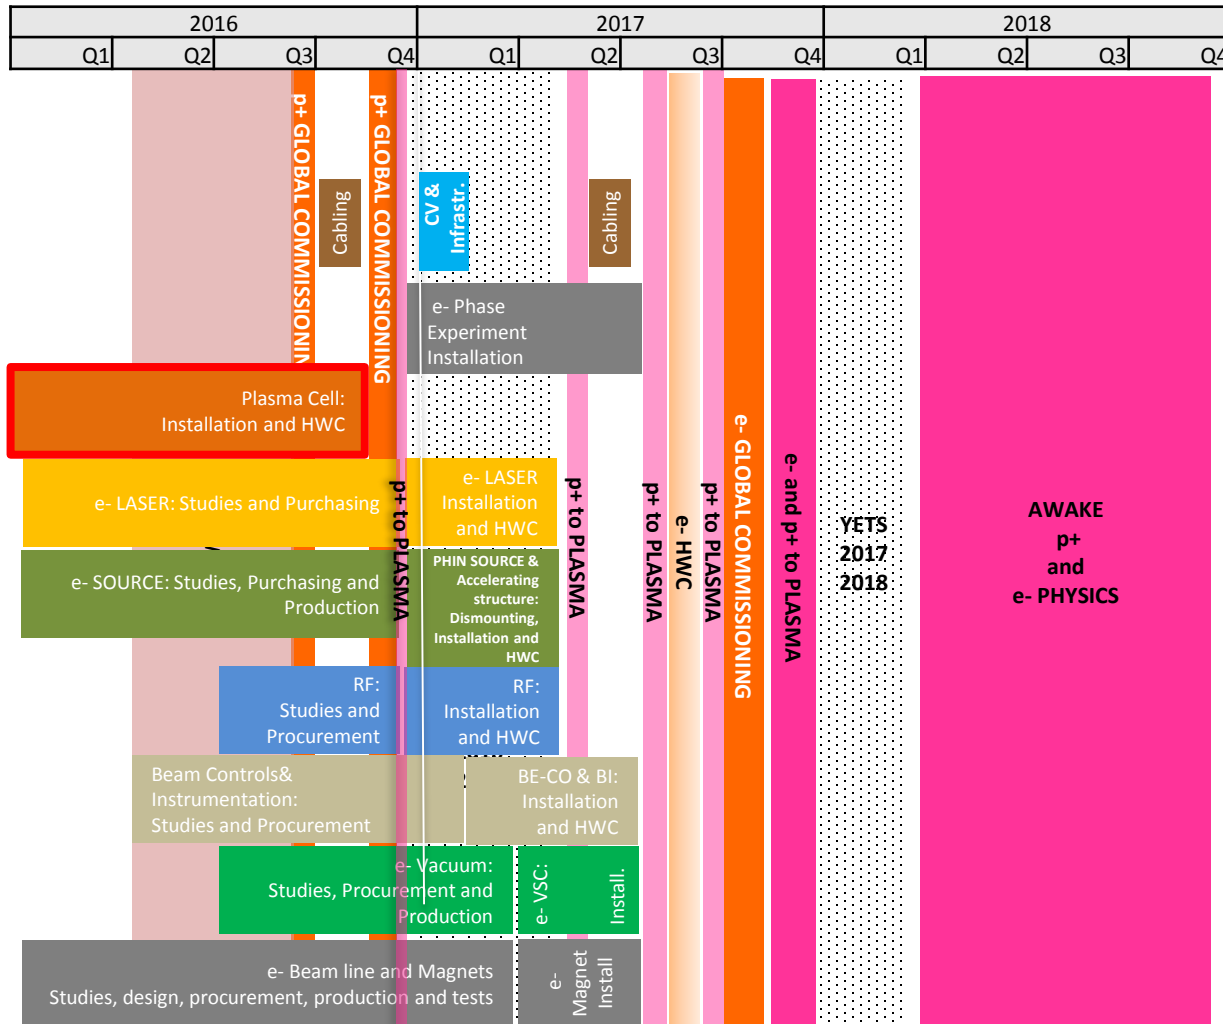 2016
2017
2018
Q1
Q2
Q3
Q4
Q1
Q2
Q3
Q4
Q1
Q2
Q3
Q4
p+ GLOBAL COMMISSIONIN
Cabling
p+ GLOBAL COMMISSIONING
CV &
Infrastr.
Cabling
e- Phase
Experiment
Installation
Plasma Cell:
Installation and HWC
e- LASER: Studies and Purchasing
p+ to PLASMA
e- LASER
Installation
and HWC
e- SOURCE: Studies, Purchasing and
Production
PHIN SOURCE &
Accelerating
structure:
Dismounting,
Installation and
HWC
p+ to PLASMA
p+ to PLASMA
e- HWC
p+ to PLASMA
e- GLOBAL COMMISSIONING
e- and p+ to PLASMA
YETS
2017
2018
AWAKE
p+
and
e- PHYSICS
RF:
Studies and
Procurement
RF:
Installation
and HWC
Beam Controls&
Instrumentation:
Studies and Procurement
BE-CO & BI:
Installation
and HWC
e- Vacuum:
Studies, Procurement and
Production
e- VSC:
Install.
e- Beam line and Magnets
Studies, design, procurement, production and tests
e-
Magnet
Install